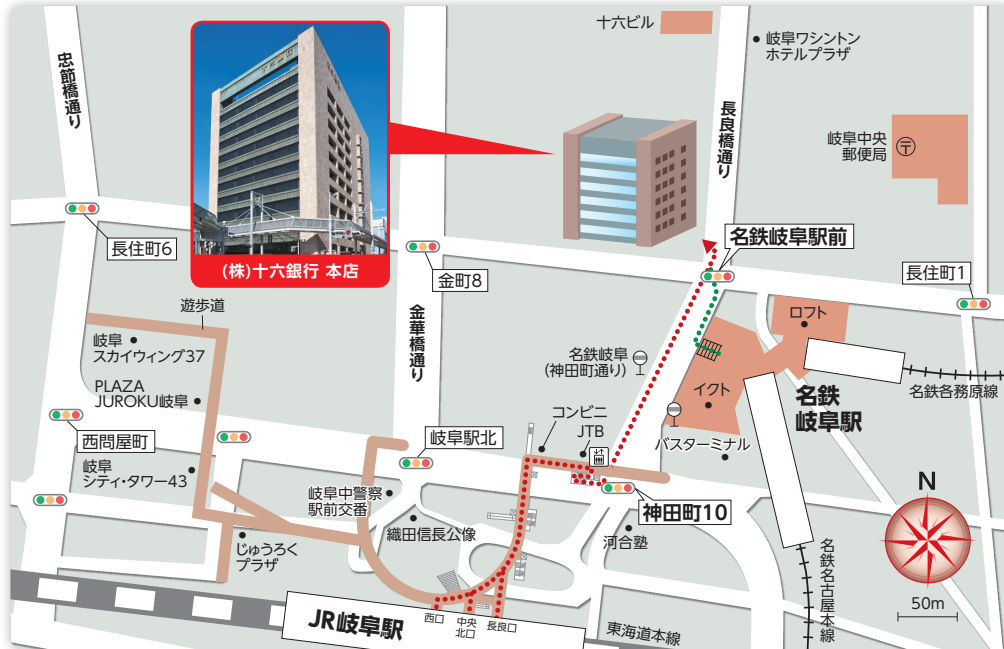 十六ビル
岐阜ワシントン
ホテルプラザ
忠節橋通り
長良橋通り
岐阜中央
郵便局
長住町6
(株)十六銀行 本店
金町8
名鉄岐阜駅前
長住町1
遊歩道
金華橋通り
ロフト
岐阜
スカイウィング37
名鉄岐阜
(神田町通り)
イクト
名鉄
岐阜駅
名鉄各務原線
PLAZA
JUROKU岐阜
コンビニ
JTB
西問屋町
岐阜駅北
バスターミナル
岐阜
シティ・タワー43
岐阜中警察
駅前交番
神田町10
N
織田信長公像
河合塾
じゅうろく
プラザ
名鉄名古屋本線
50m
西口
中央
北口
長良口
JR岐阜駅
東海道本線